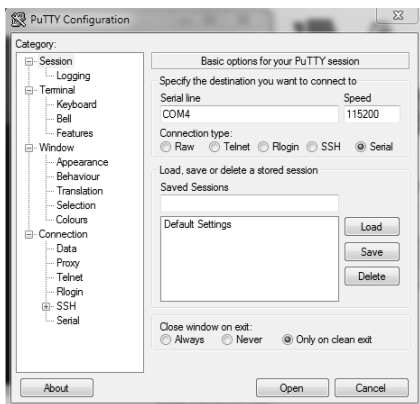 PuTTY Configuration
Category:
Session
Logging
Terminal
Keyboard
Bell
Features
Window
Appearance
Behaviour
Translation
Selection
Colours
Connection
Data
Proxy
Telnet
Rlogin
SSH
Serial
Basic options for your PuTTY session
Specify the destination you want to connect to
Serial line Speed
COM4 115200
Connection type:
Raw Telnet Rlogin SSH Serial
Load, save or delete a stored session
Saved Sessions
Default Settings
Load
Save
Delete
Close window on exit:
Always Never Only on clean exit
About Open Cancel